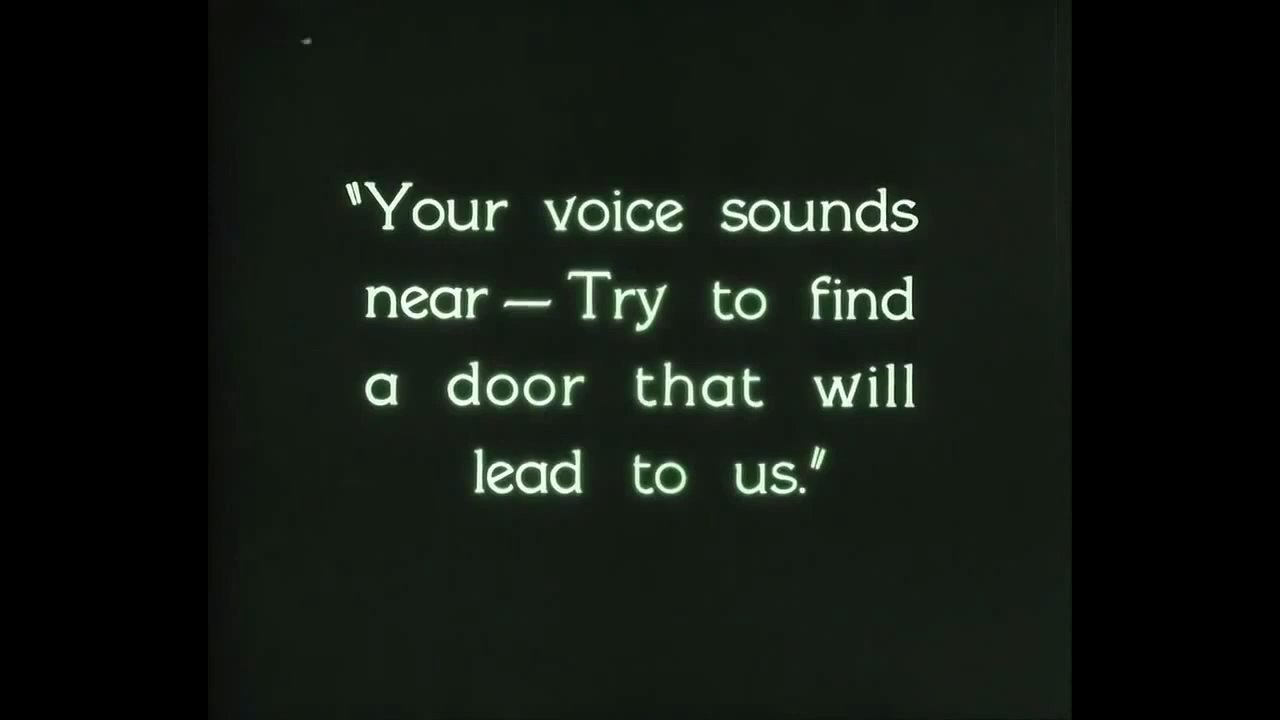 "Your voice sounds
near — Try to find
a door that will
lead to us."